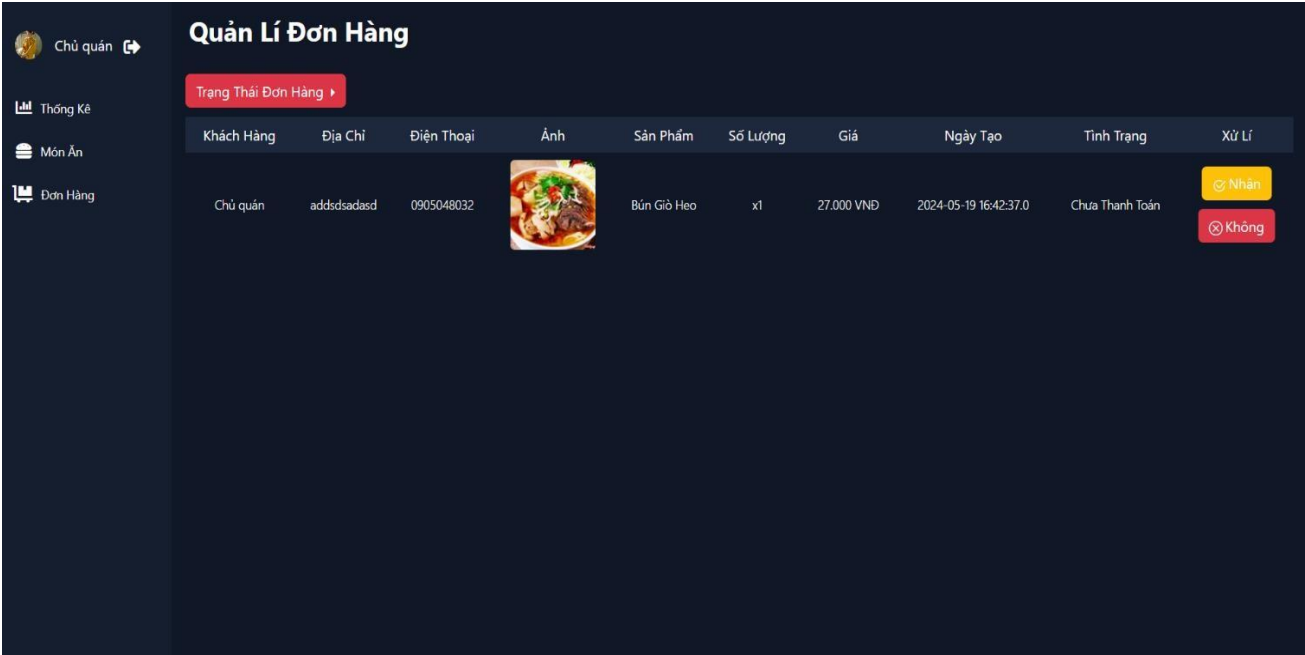 Chủ quán
Thống Kê
Món Ăn
Đơn Hàng
Quản Lí Đơn Hàng
Trạng Thái Đơn Hàng
Khách Hàng Địa Chỉ Điện Thoại Ảnh Sản Phẩm Số Lượng Giá Ngày Tạo Tình Trạng Xử Lí
Chủ quán addsdsadasd 0905048032 Bún Giò Heo x1 27.000 VNĐ 2024-05-19 16:42:37.0 Chưa Thanh Toán
Nhận
Không